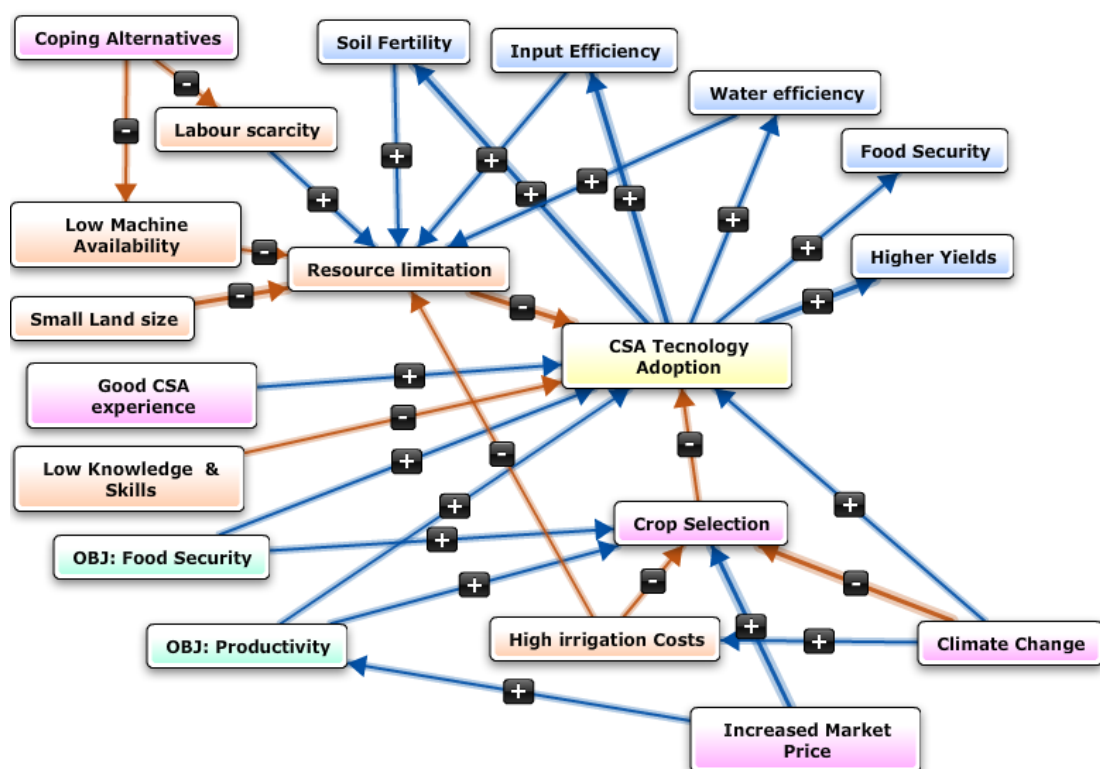 Coping Alternatives
Soil Fertility
Input Efficiency
Water efficiency
-
Labour scarcity
-
Food Security
+
+
+
+
+
+
+
Low Machine
Availability
+
+
Higher Yields
-
Resource limitation
-
Small Land size
-
+
CSA Tecnology
Adoption
Good CSA
experience
+
-
-
Low Knowledge &
Skills
+
-
+
+
Crop Selection
OBJ: Food Security
+
+
-
-
OBJ: Productivity
High irrigation Costs
+
+
Climate Change
+
Increased Market
Price